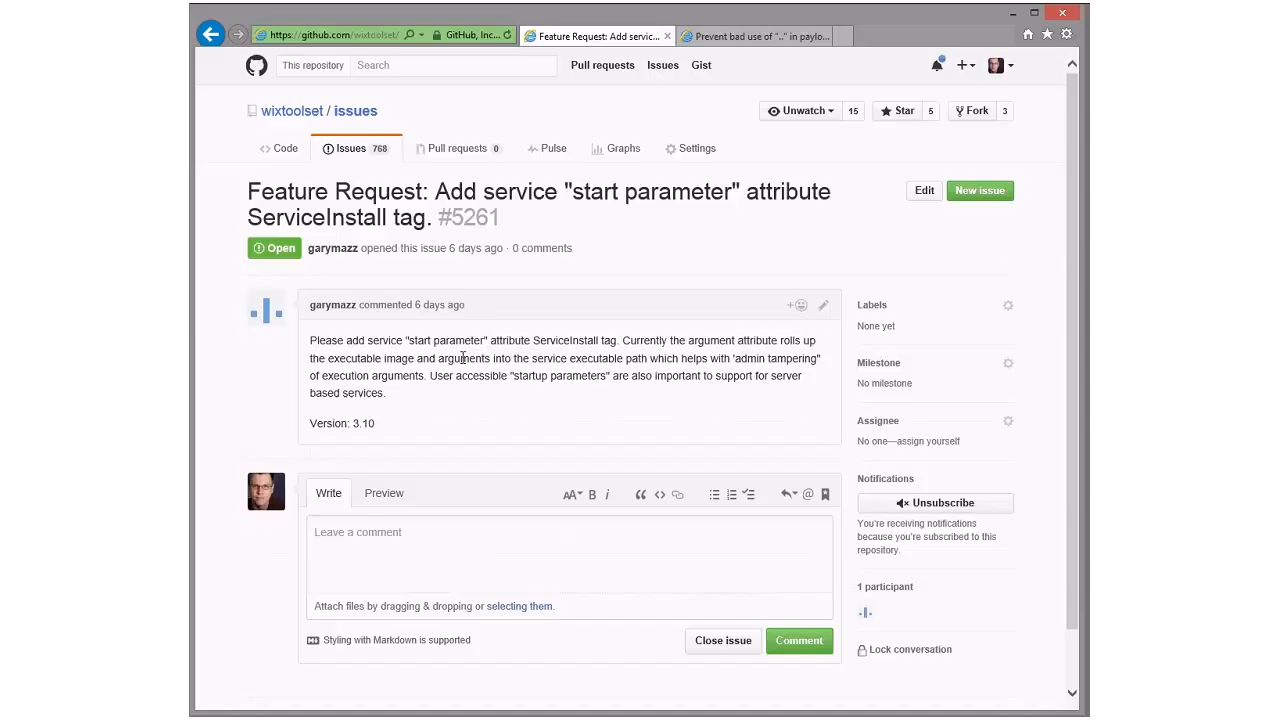 https://github.com/wixtoolset/
GitHub, Inc...
Feature Request: Add servic...
Prevent bad use of ".." in paylo...
This repository
Search
Pull requests
Issues
Gist
wixtoolset / issues
Unwatch
15
Star
5
Fork
3
Code
Issues 768
Pull requests 0
Pulse
Graphs
Settings
Feature Request: Add service "start parameter" attribute
ServiceInstall tag. #5261
Edit
New issue
Open
garymazz opened this issue 6 days ago · 0 comments
garymazz commented 6 days ago
Please add service "start parameter" attribute ServiceInstall tag. Currently the argument attribute rolls up
the executable image and arguments into the service executable path which helps with 'admin tampering"
of execution arguments. User accessible "startup parameters" are also important to support for server
based services.
Version: 3.10
Labels
None yet
Milestone
No milestone
Assignee
No one—assign yourself
Notifications
Unsubscribe
You're receiving notifications
because you're subscribed to this
repository.
1 participant
Lock conversation
Write
Preview
AA B i
Leave a comment
Attach files by dragging & dropping or selecting them.
Styling with Markdown is supported
Close issue
Comment